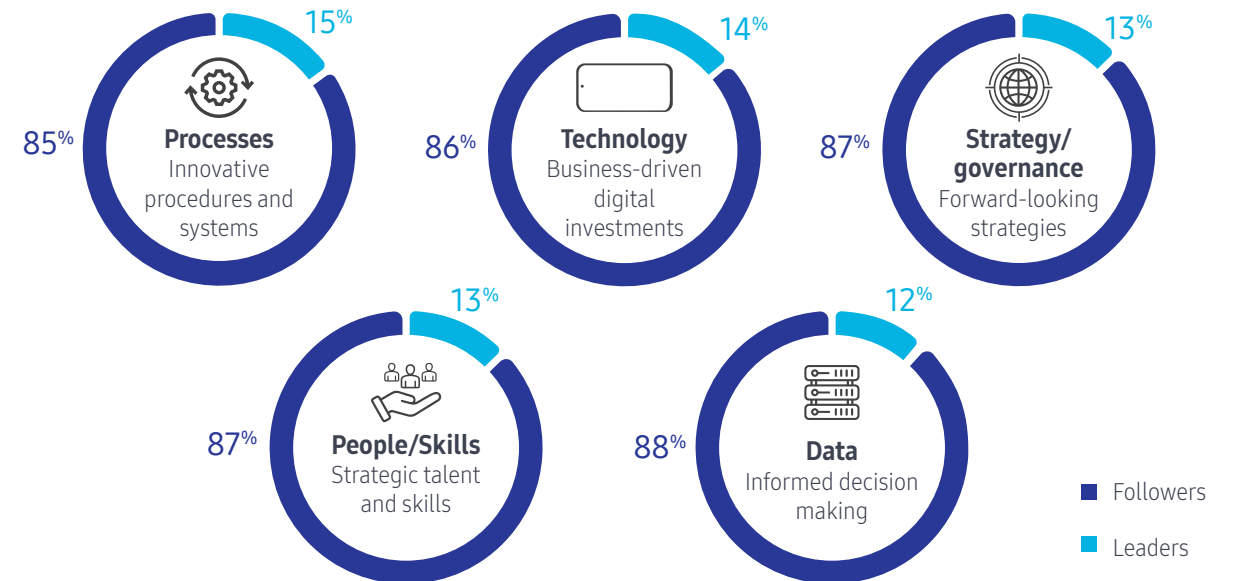 15%
85%
Processes
Innovative
procedures and
systems
14%
86%
Technology
Business-driven
digital
investments
13%
87%
Strategy/
governance
Forward-looking
strategies
13%
87%
People/Skills
Strategic talent
and skills
12%
88%
Data
Informed decision
making
Followers
Leaders